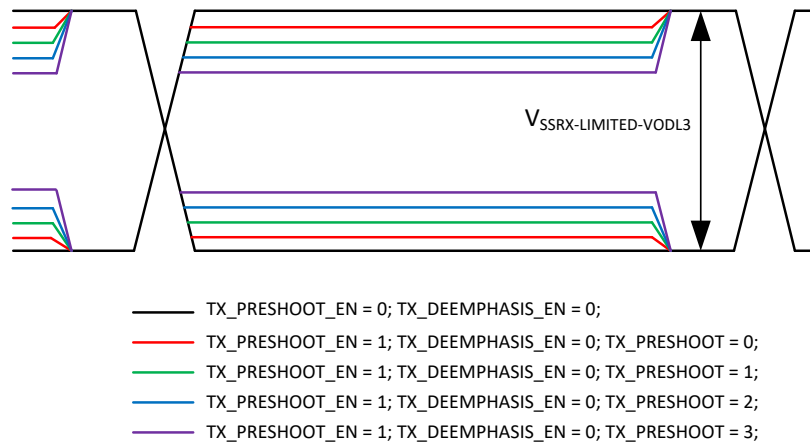 VSSRX-LIMITED-VODL3
TX_PRESHOOT_EN = 0; TX_DEEMPHASIS_EN = 0;
TX_PRESHOOT_EN = 1; TX_DEEMPHASIS_EN = 0; TX_PRESHOOT = 0;
TX_PRESHOOT_EN = 1; TX_DEEMPHASIS_EN = 0; TX_PRESHOOT = 1;
TX_PRESHOOT_EN = 1; TX_DEEMPHASIS_EN = 0; TX_PRESHOOT = 2;
TX_PRESHOOT_EN = 1; TX_DEEMPHASIS_EN = 0; TX_PRESHOOT = 3;